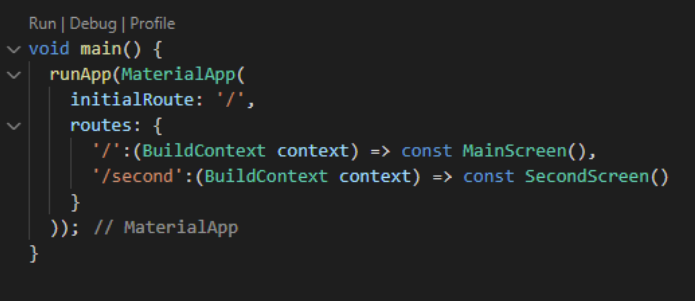 Run | Debug | Profile
void main() {
runApp(MaterialApp(
initialRoute: '/',
routes: {
'/':(BuildContext context) => const MainScreen(),
'/second':(BuildContext context) => const SecondScreen()
}
)); // MaterialApp
}